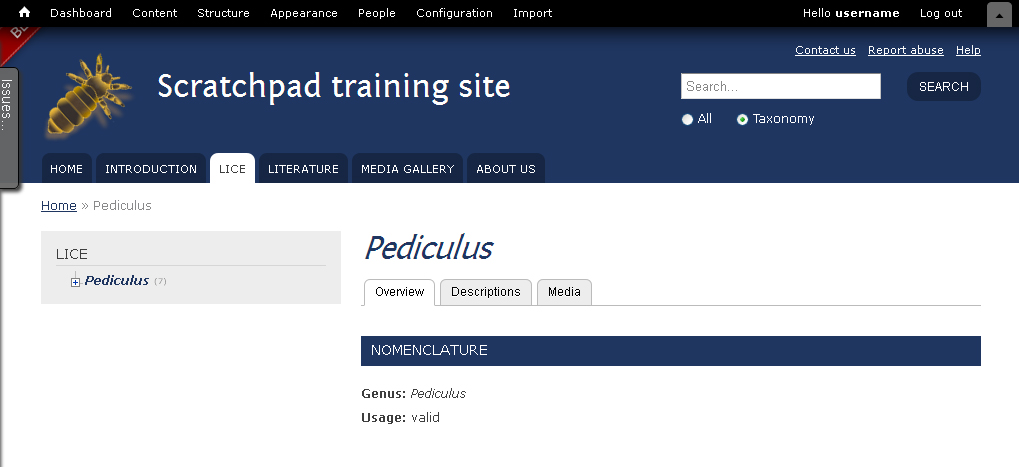 Dashboard Content Structure Appearance People Configuration Import Hello username Log out
Contact us Report abuse Help
Issues...
Scratchpad training site
Search... SEARCH
All Taxonomy
HOME INTRODUCTION LICE LITERATURE MEDIA GALLERY ABOUT US
Home » Pediculus
LICE
Pediculus (7)
Pediculus
Overview Descriptions Media
NOMENCLATURE
Genus: Pediculus
Usage: valid